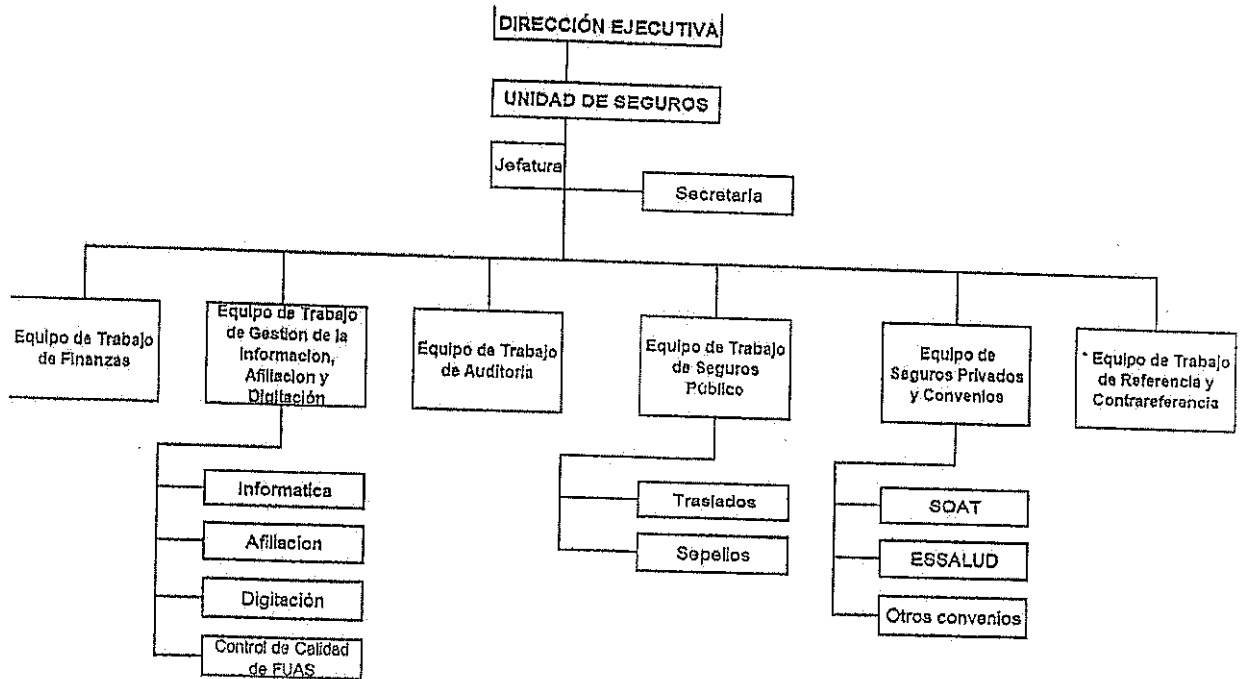 DIRECCIÓN EJECUTIVA
UNIDAD DE SEGUROS
Jefatura
Secretaria
Equipo de Trabajo
de Finanzas
Equipo de Trabajo
de Gestión de la
Informacion,
Afiliacion y
Digitación
Equipo de Trabajo
de Auditoria
Equipo de Trabajo
de Seguros
Público
Equipo de
Seguros Privados
y Convenios
* Equipo de Trabajo
de Referencia y
Contrareferencia
Informatica
Afiliacion
Digitación
Control de Calidad
de FUAS
Traslados
Sepelios
SOAT
ESSALUD
Otros convenios